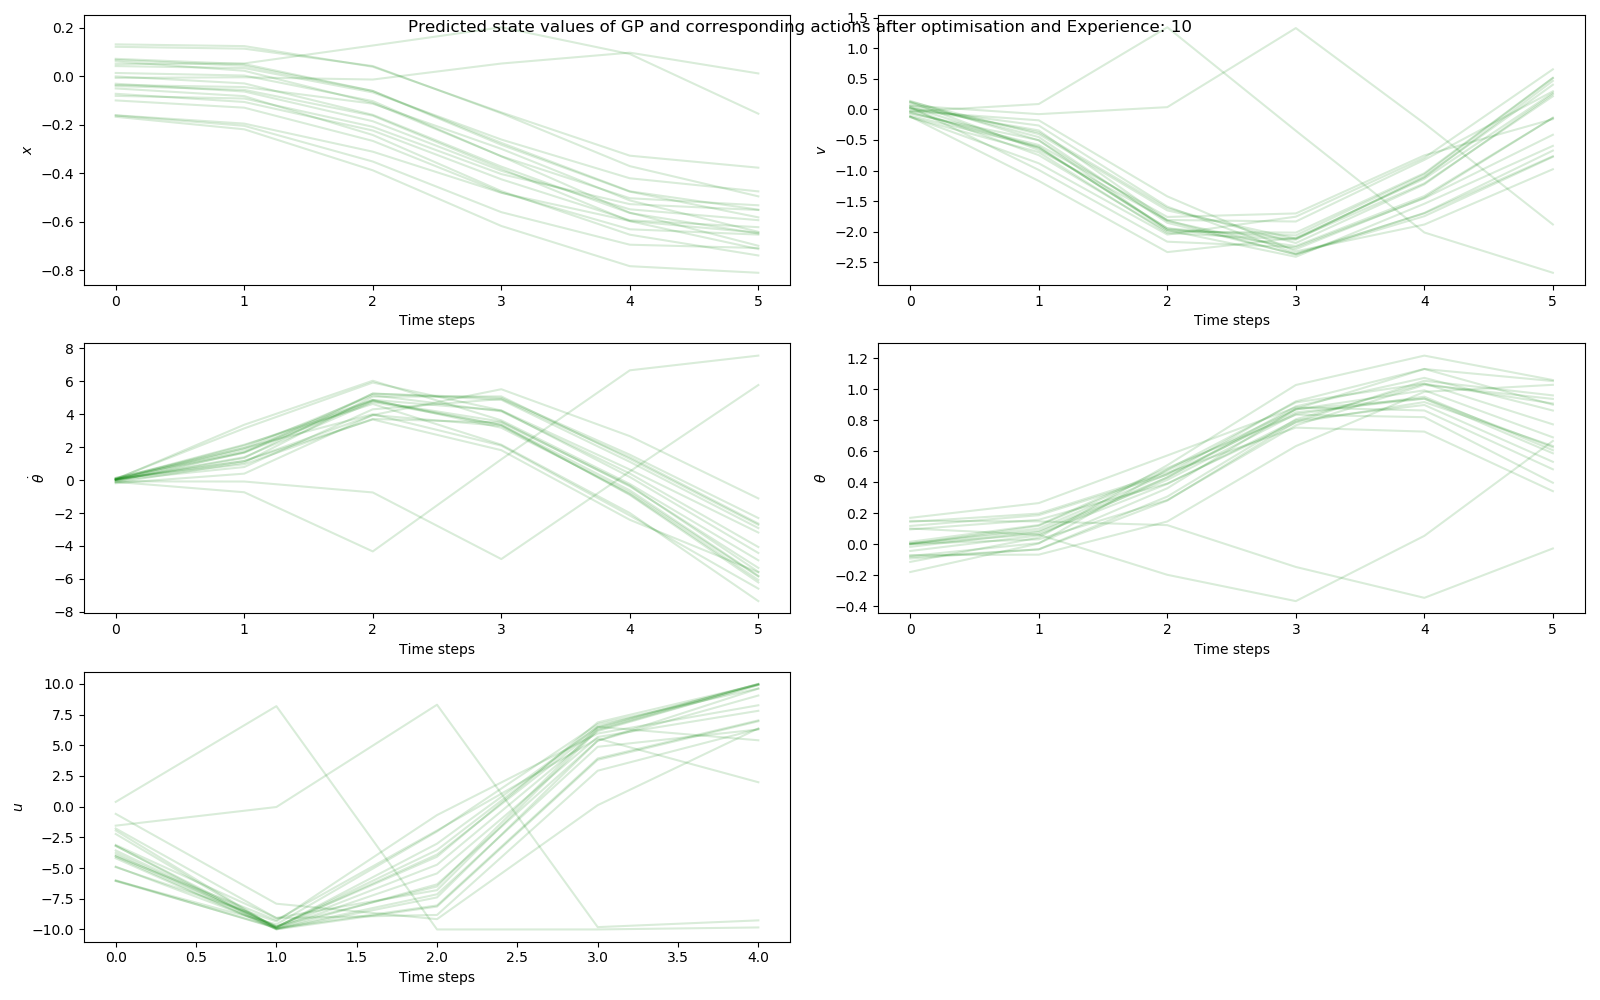 Predicted state values of GP and corresponding actions after optimisation and Experience: 10
0.2
0.0
−0.2
−0.4
−0.6
−0.8
x
0 1 2 3 4 5
Time steps
1.5
1.0
0.5
0.0
−0.5
−1.0
−1.5
−2.0
−2.5
v
0 1 2 3 4 5
Time steps
8
6
4
2
0
−2
−4
−6
−8
θ̇
0 1 2 3 4 5
Time steps
1.2
1.0
0.8
0.6
0.4
0.2
0.0
−0.2
−0.4
θ
0 1 2 3 4 5
Time steps
10.0
7.5
5.0
2.5
0.0
−2.5
−5.0
−7.5
−10.0
u
0.0 0.5 1.0 1.5 2.0 2.5 3.0 3.5 4.0
Time steps